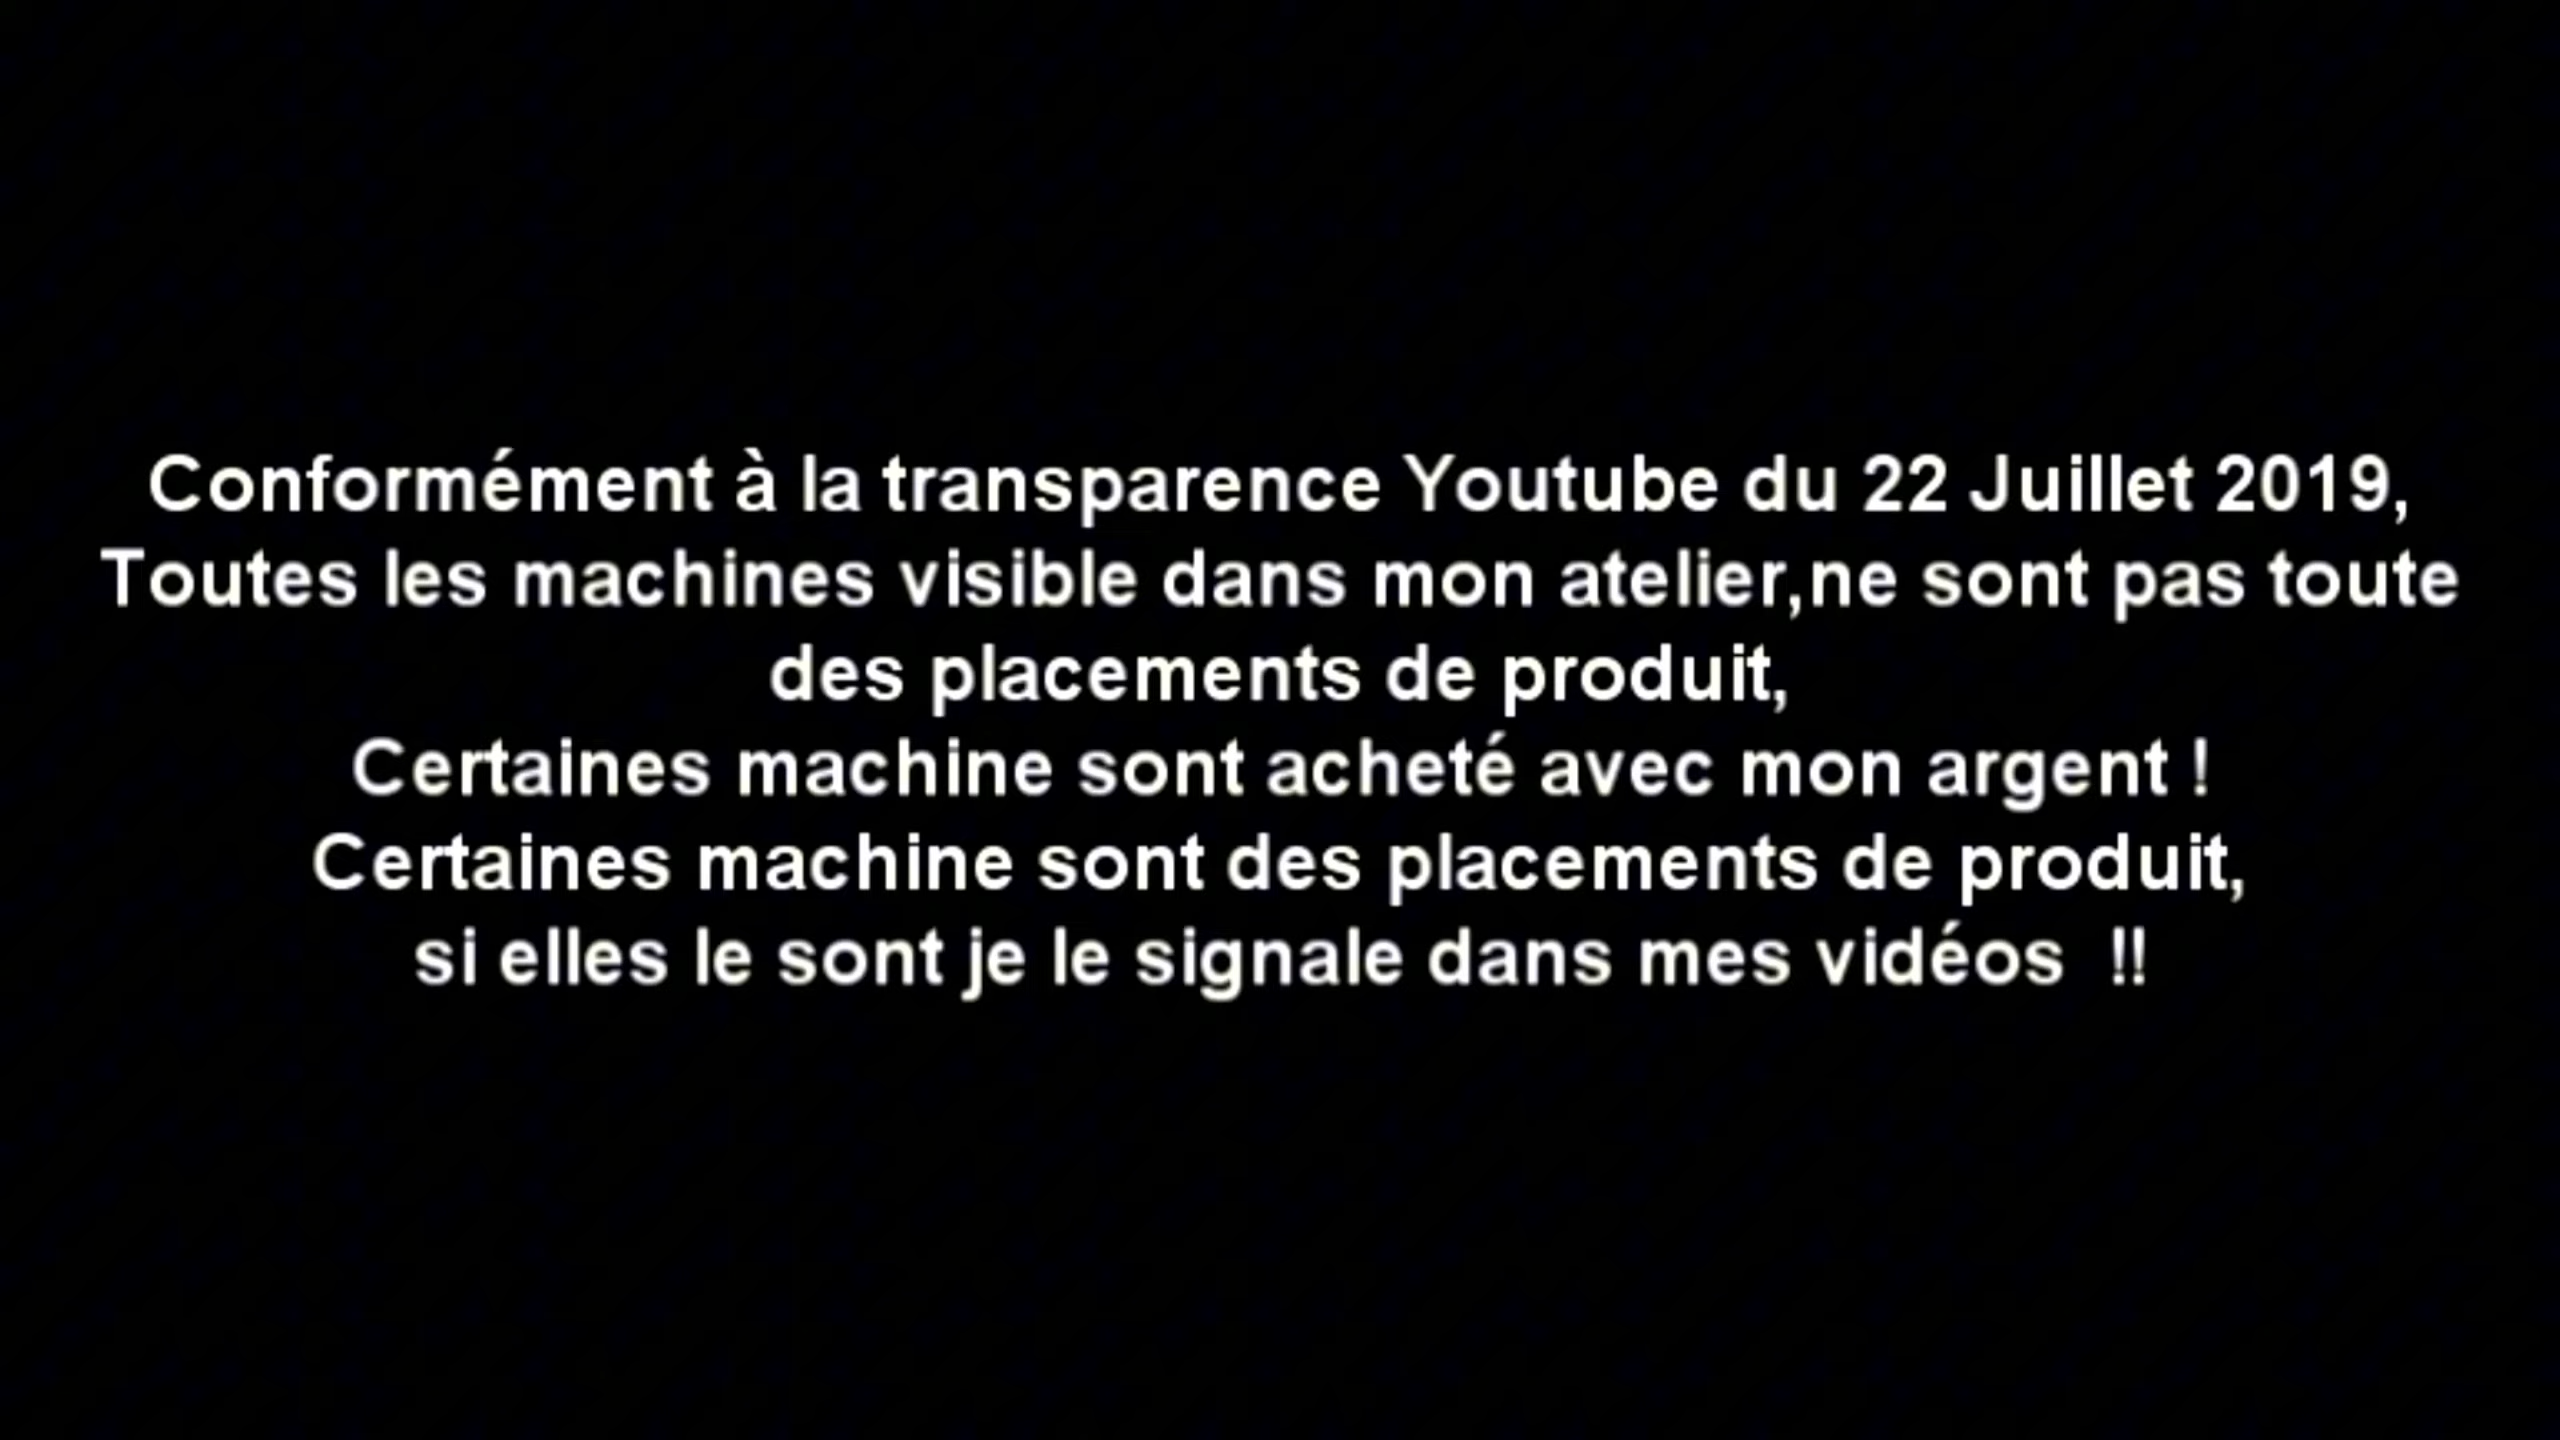 Conformément à la transparence Youtube du 22 Juillet 2019,
Toutes les machines visible dans mon atelier,ne sont pas toute
des placements de produit,
Certaines machine sont acheté avec mon argent !
Certaines machine sont des placements de produit,
si elles le sont je le signale dans mes vidéos  !!